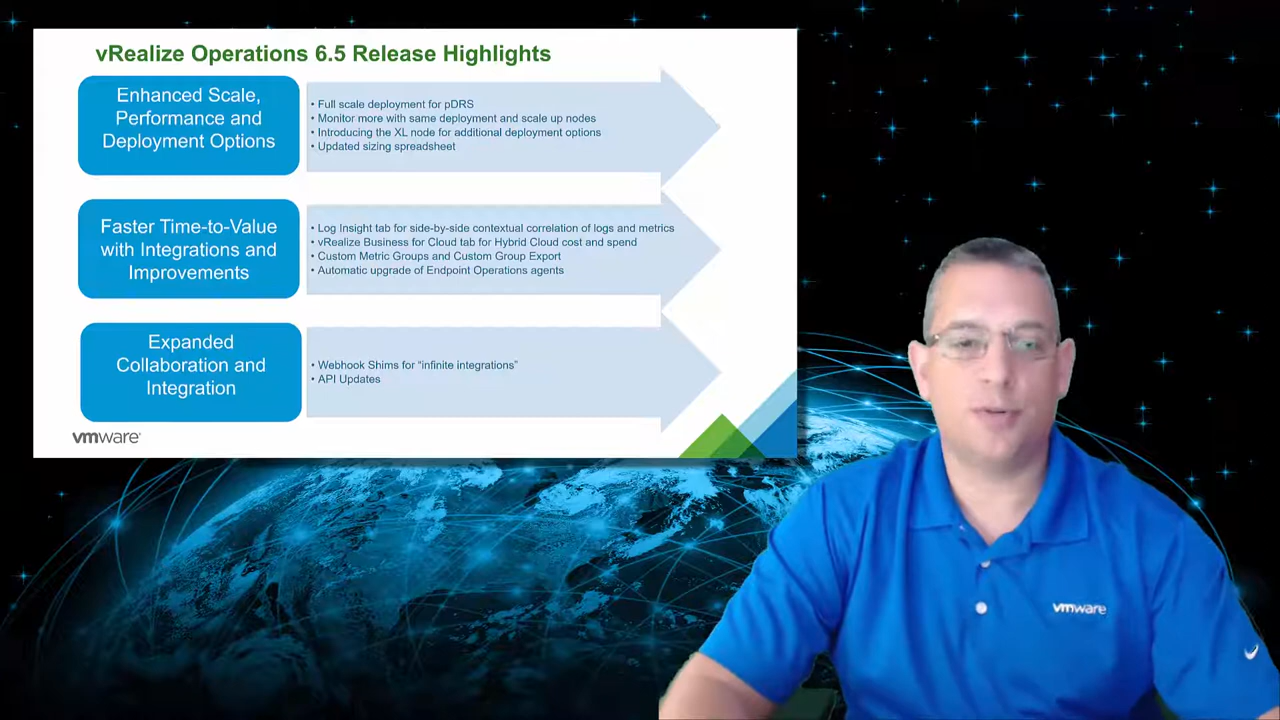 vRealize Operations 6.5 Release Highlights
Enhanced Scale,
Performance and
Deployment Options
• Full scale deployment for pDRS
• Monitor more with same deployment and scale up nodes
• Introducing the XL node for additional deployment options
• Updated sizing spreadsheet
Faster Time-to-Value
with Integrations and
Improvements
• Log Insight tab for side-by-side contextual correlation of logs and metrics
• vRealize Business for Cloud tab for Hybrid Cloud cost and spend
• Custom Metric Groups and Custom Group Export
• Automatic upgrade of Endpoint Operations agents
Expanded
Collaboration and
Integration
• Webhook Shims for “infinite integrations”
• API Updates
vmware
vmware